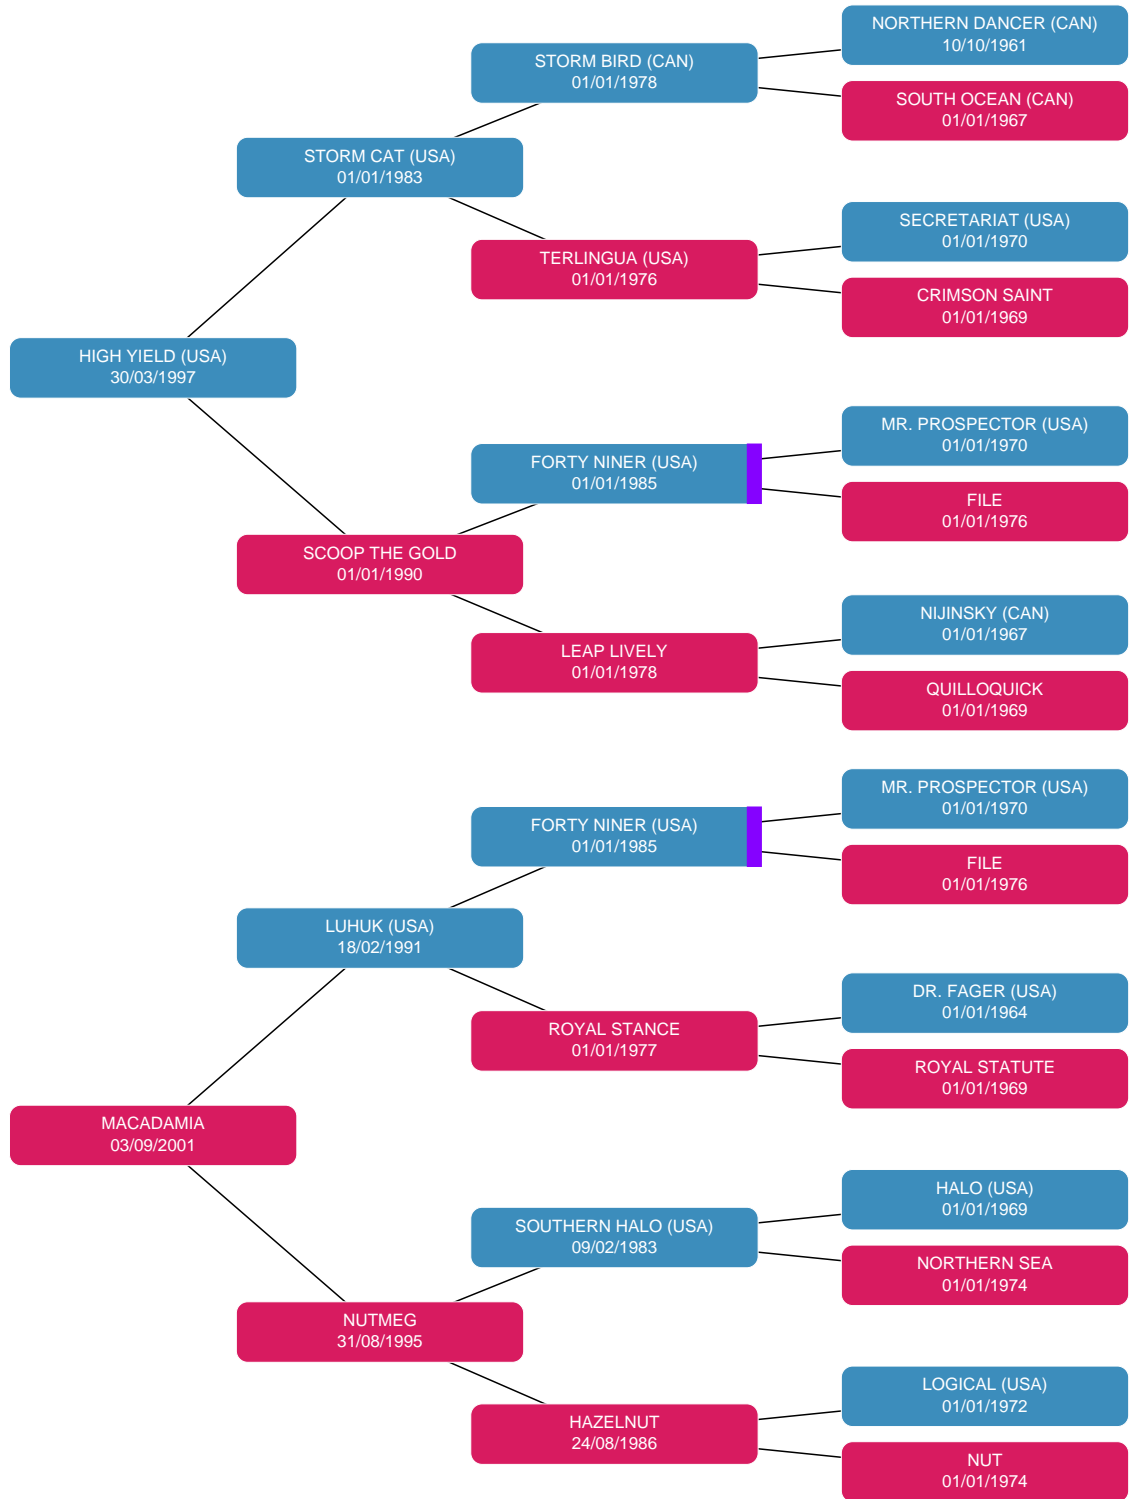 NORTHERN DANCER (CAN)
10/10/1961
STORM BIRD (CAN)
01/01/1978
SOUTH OCEAN (CAN)
01/01/1967
STORM CAT (USA)
01/01/1983
SECRETARIAT (USA)
01/01/1970
TERLINGUA (USA)
01/01/1976
CRIMSON SAINT
01/01/1969
HIGH YIELD (USA)
30/03/1997
MR. PROSPECTOR (USA)
01/01/1970
FORTY NINER (USA)
01/01/1985
FILE
01/01/1976
SCOOP THE GOLD
01/01/1990
NIJINSKY (CAN)
01/01/1967
LEAP LIVELY
01/01/1978
QUILLOQUICK
01/01/1969
MR. PROSPECTOR (USA)
01/01/1970
FORTY NINER (USA)
01/01/1985
FILE
01/01/1976
LUHUK (USA)
18/02/1991
DR. FAGER (USA)
01/01/1964
ROYAL STANCE
01/01/1977
ROYAL STATUTE
01/01/1969
MACADAMIA
03/09/2001
HALO (USA)
01/01/1969
SOUTHERN HALO (USA)
09/02/1983
NORTHERN SEA
01/01/1974
NUTMEG
31/08/1995
LOGICAL (USA)
01/01/1972
HAZELNUT
24/08/1986
NUT
01/01/1974